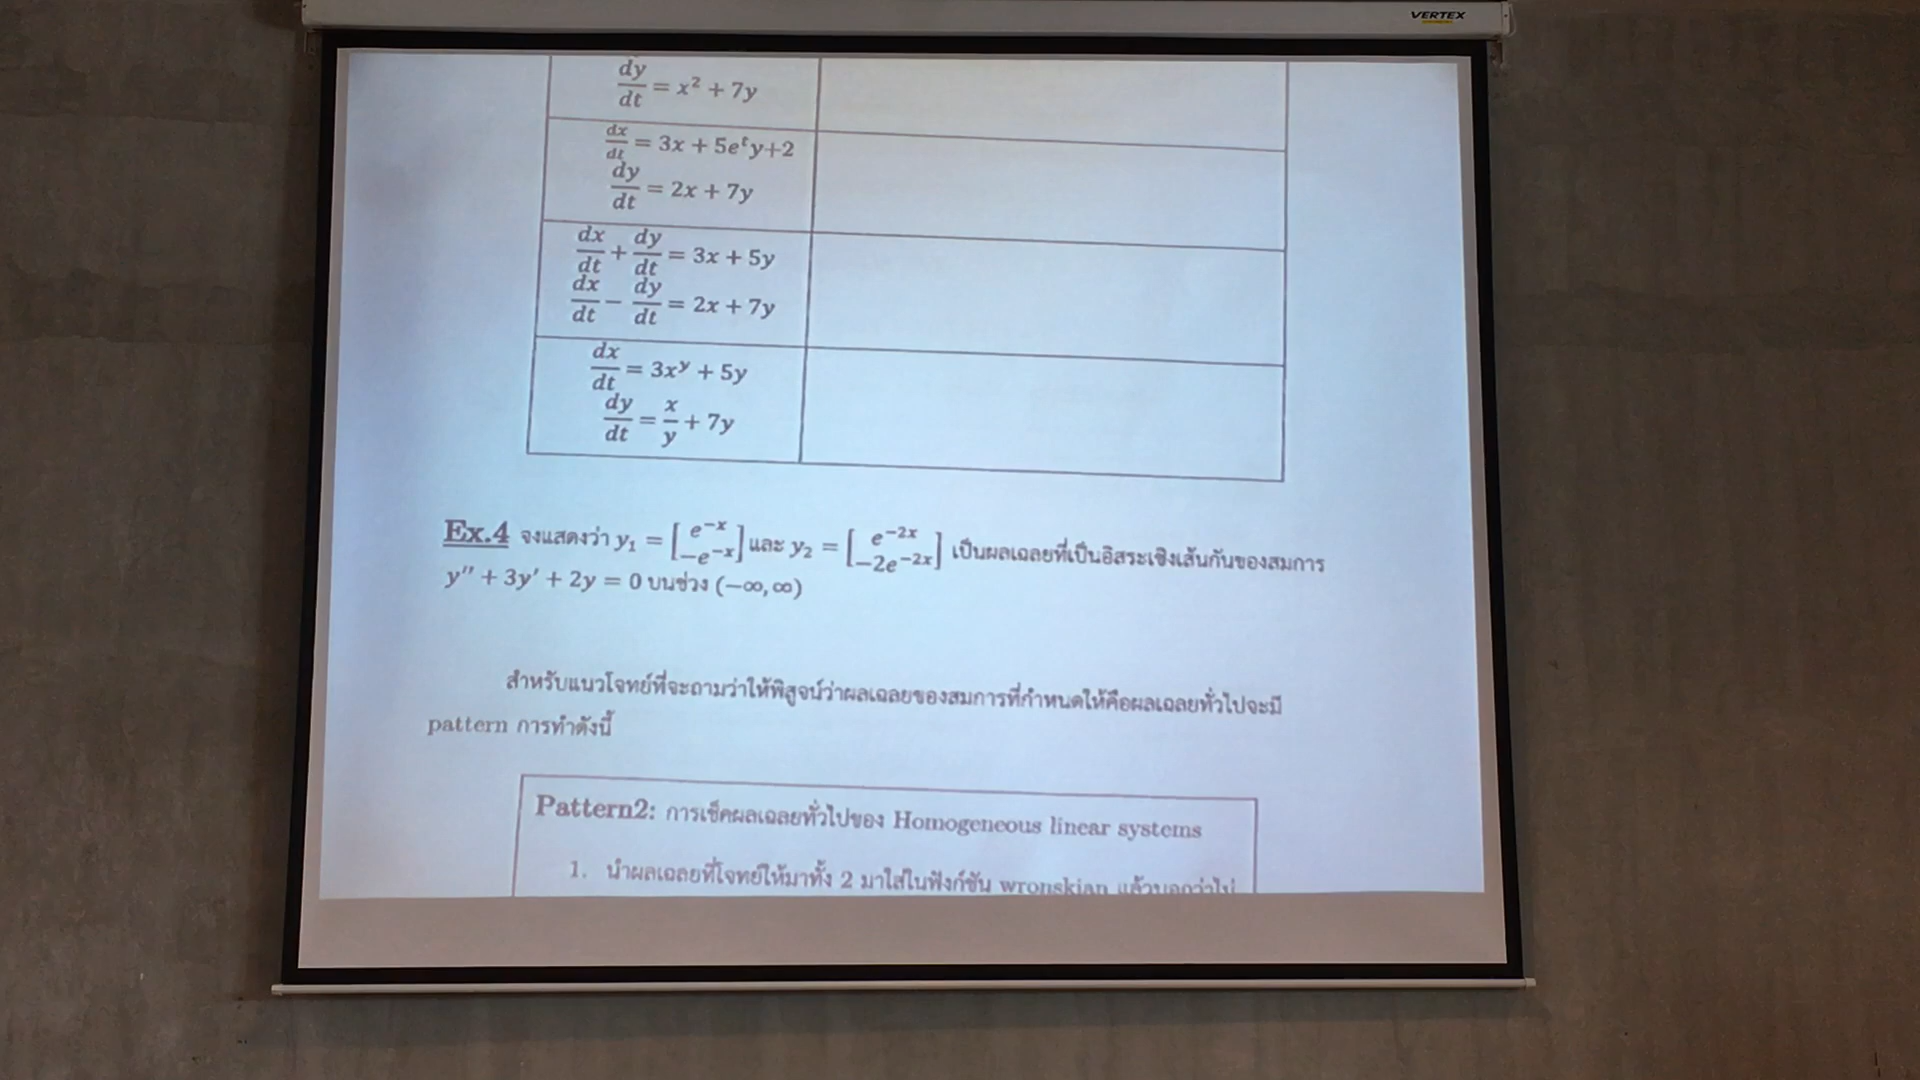 VERTEX
dy/dt = x² + 7y
dx/dt = 3x + 5eᵗy+2
dy/dt = 2x + 7y
dx/dt + dy/dt = 3x + 5y
dx/dt − dy/dt = 2x + 7y
dx/dt = 3xʸ + 5y
dy/dt = x/y + 7y
Ex.4 จงแสดงว่า y₁ = [e⁻ˣ; −e⁻ˣ] และ y₂ = [e⁻²ˣ; −2e⁻²ˣ] เป็นผลเฉลยที่เป็นอิสระเชิงเส้นกันของสมการ
y″ + 3y′ + 2y = 0 บนช่วง (−∞, ∞)
สำหรับแนวโจทย์ที่จะถามว่าให้พิสูจน์ว่าผลเฉลยของสมการที่กำหนดให้คือผลเฉลยทั่วไปจะมี
pattern การทำดังนี้
Pattern2: การเช็คผลเฉลยทั่วไปของ Homogeneous linear systems
1. นำผลเฉลยที่โจทย์ให้มาทั้ง 2 มาใส่ในฟังก์ชัน wronskian